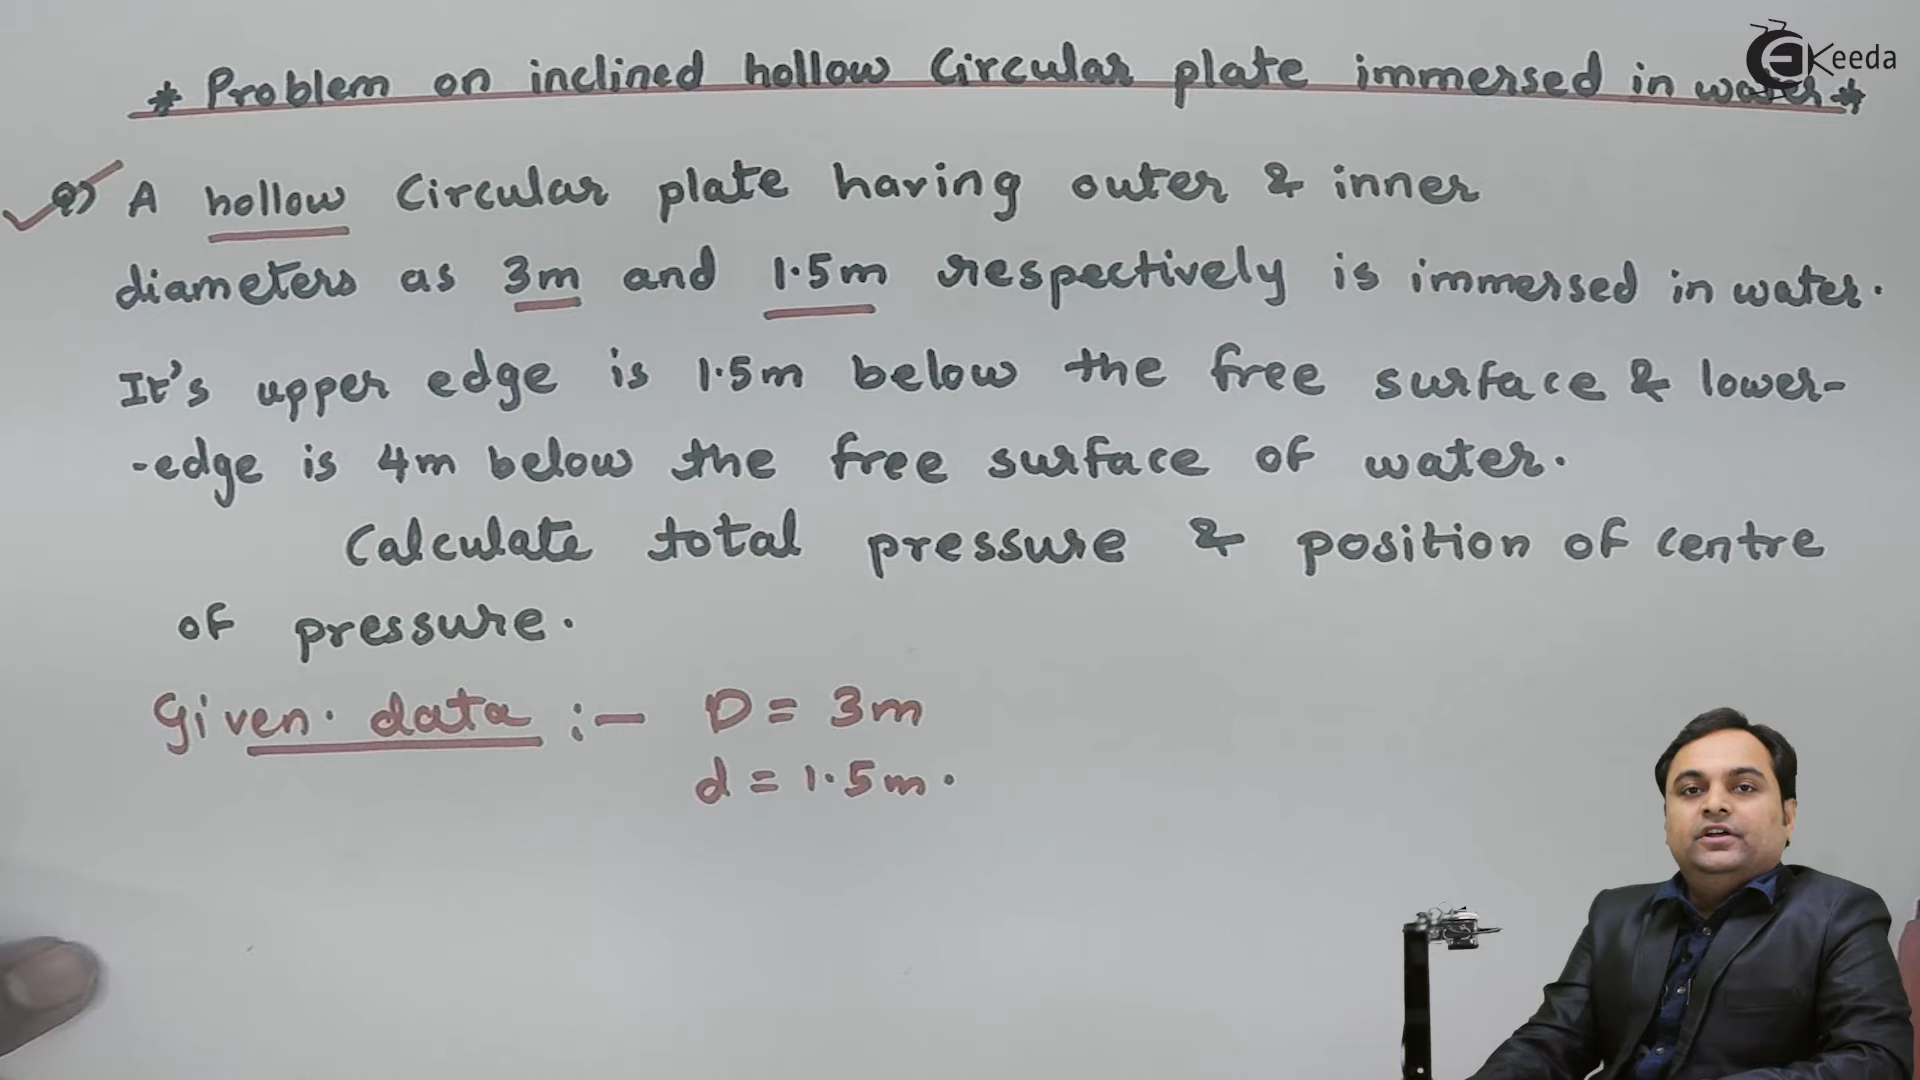 * Problem on inclined hollow Circular plate immersed in water *
Keeda
Q) A hollow Circular plate having outer & inner
diameters as 3m and 1.5m respectively is immersed in water.
It's upper edge is 1.5m below the free surface & lower-
-edge is 4m below the free surface of water.
Calculate total pressure & position of centre
of pressure.
Given data :- D = 3m
d = 1.5m.